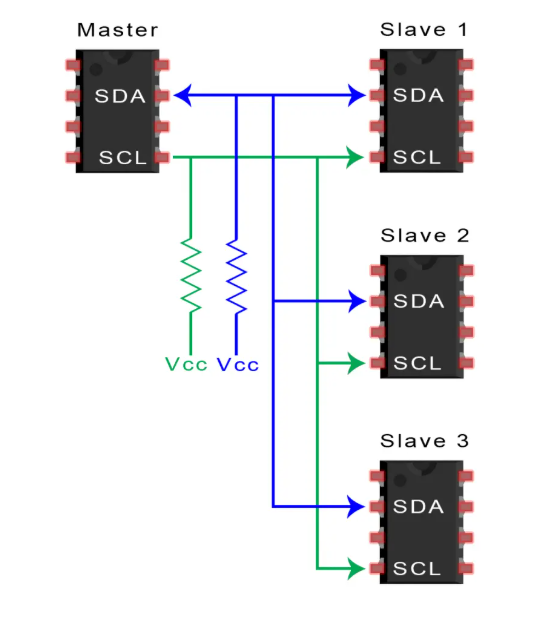 Master
Slave 1
SDA
SDA
SCL
SCL
Slave 2
SDA
Vcc
Vcc
SCL
Slave 3
SDA
SCL